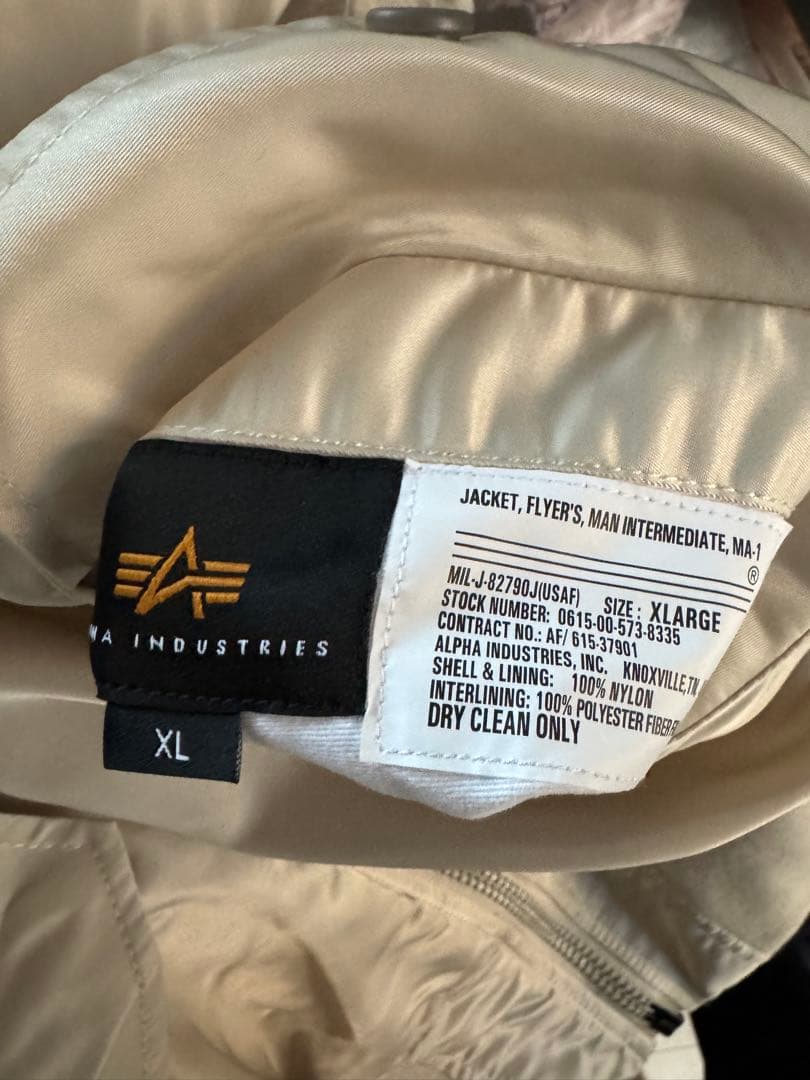 JACKET, FLYER'S, MAN INTERMEDIATE, MA-1
®
MIL-J-82790J(USAF) SIZE: XLARGE
STOCK NUMBER: 0615-00-573-8335
CONTRACT NO.: AF/ 615-37901
ALPHA INDUSTRIES, INC. KNOXVILLE,TN.
SHELL & LINING: 100% NYLON
INTERLINING: 100% POLYESTER
DRY CLEAN ONLY
INDUSTRIES
XL